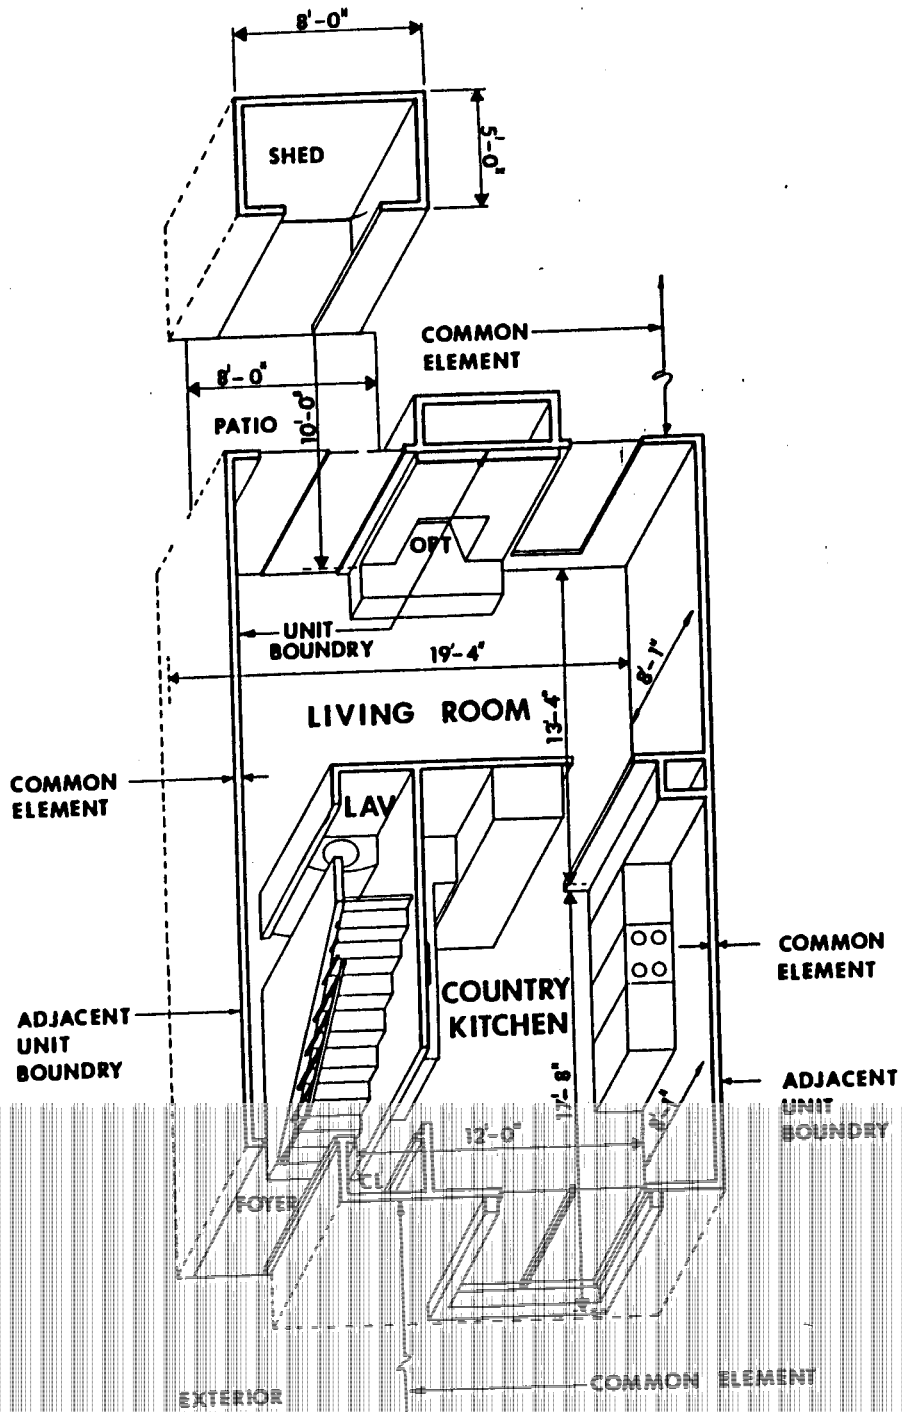 8'-0"
5'-0"
SHED
COMMON
ELEMENT
8'-0"
PATIO
10'-0"
OPT
UNIT
BOUNDRY
19'-4"
8'-1"
LIVING ROOM
13'-4"
COMMON
ELEMENT
LAV
COMMON
ELEMENT
COUNTRY
KITCHEN
ADJACENT
UNIT
BOUNDRY
17'-8"
ADJACENT
UNIT
BOUNDRY
12'-0"
8'-1"
CL
FOYER
COMMON ELEMENT
EXTERIOR